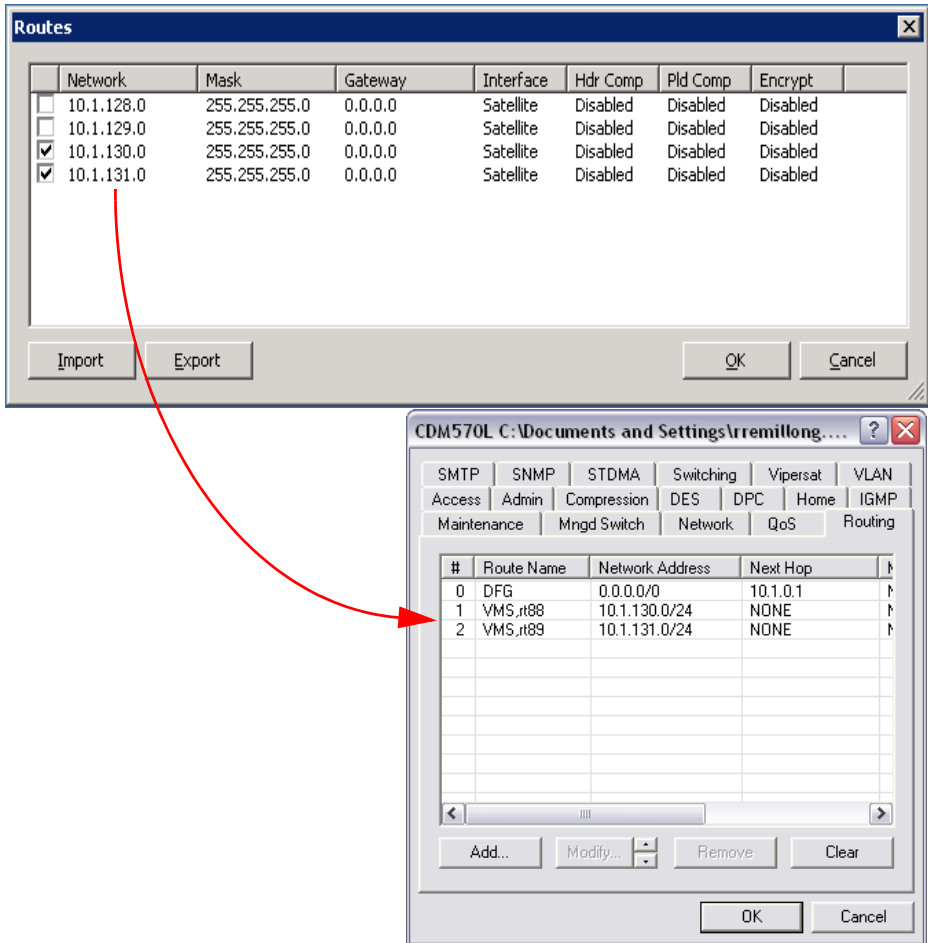 Routes
Network Mask Gateway Interface Hdr Comp Pld Comp Encrypt
10.1.128.0 255.255.255.0 0.0.0.0 Satellite Disabled Disabled Disabled
10.1.129.0 255.255.255.0 0.0.0.0 Satellite Disabled Disabled Disabled
10.1.130.0 255.255.255.0 0.0.0.0 Satellite Disabled Disabled Disabled
10.1.131.0 255.255.255.0 0.0.0.0 Satellite Disabled Disabled Disabled
Import Export OK Cancel
CDM570L C:\Documents and Settings\rremillong....
SMTP SNMP STDMA Switching Vipersat VLAN
Access Admin Compression DES DPC Home IGMP
Maintenance Mngd Switch Network QoS Routing
# Route Name Network Address Next Hop
0 DFG 0.0.0.0/0 10.1.0.1
1 VMS,rt88 10.1.130.0/24 NONE
2 VMS,rt89 10.1.131.0/24 NONE
Add... Modify... Remove Clear
OK Cancel